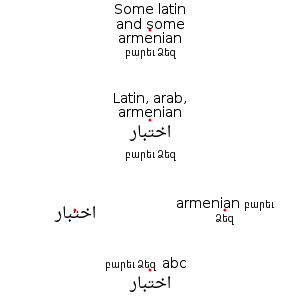 Some latin
and some
armenian
բարեւ Ձեզ
Latin, arab,
armenian
اختبار
բարեւ Ձեզ
اختبار
armenian բարեւ
Ձեզ
բարեւ Ձեզ abc
اختبار